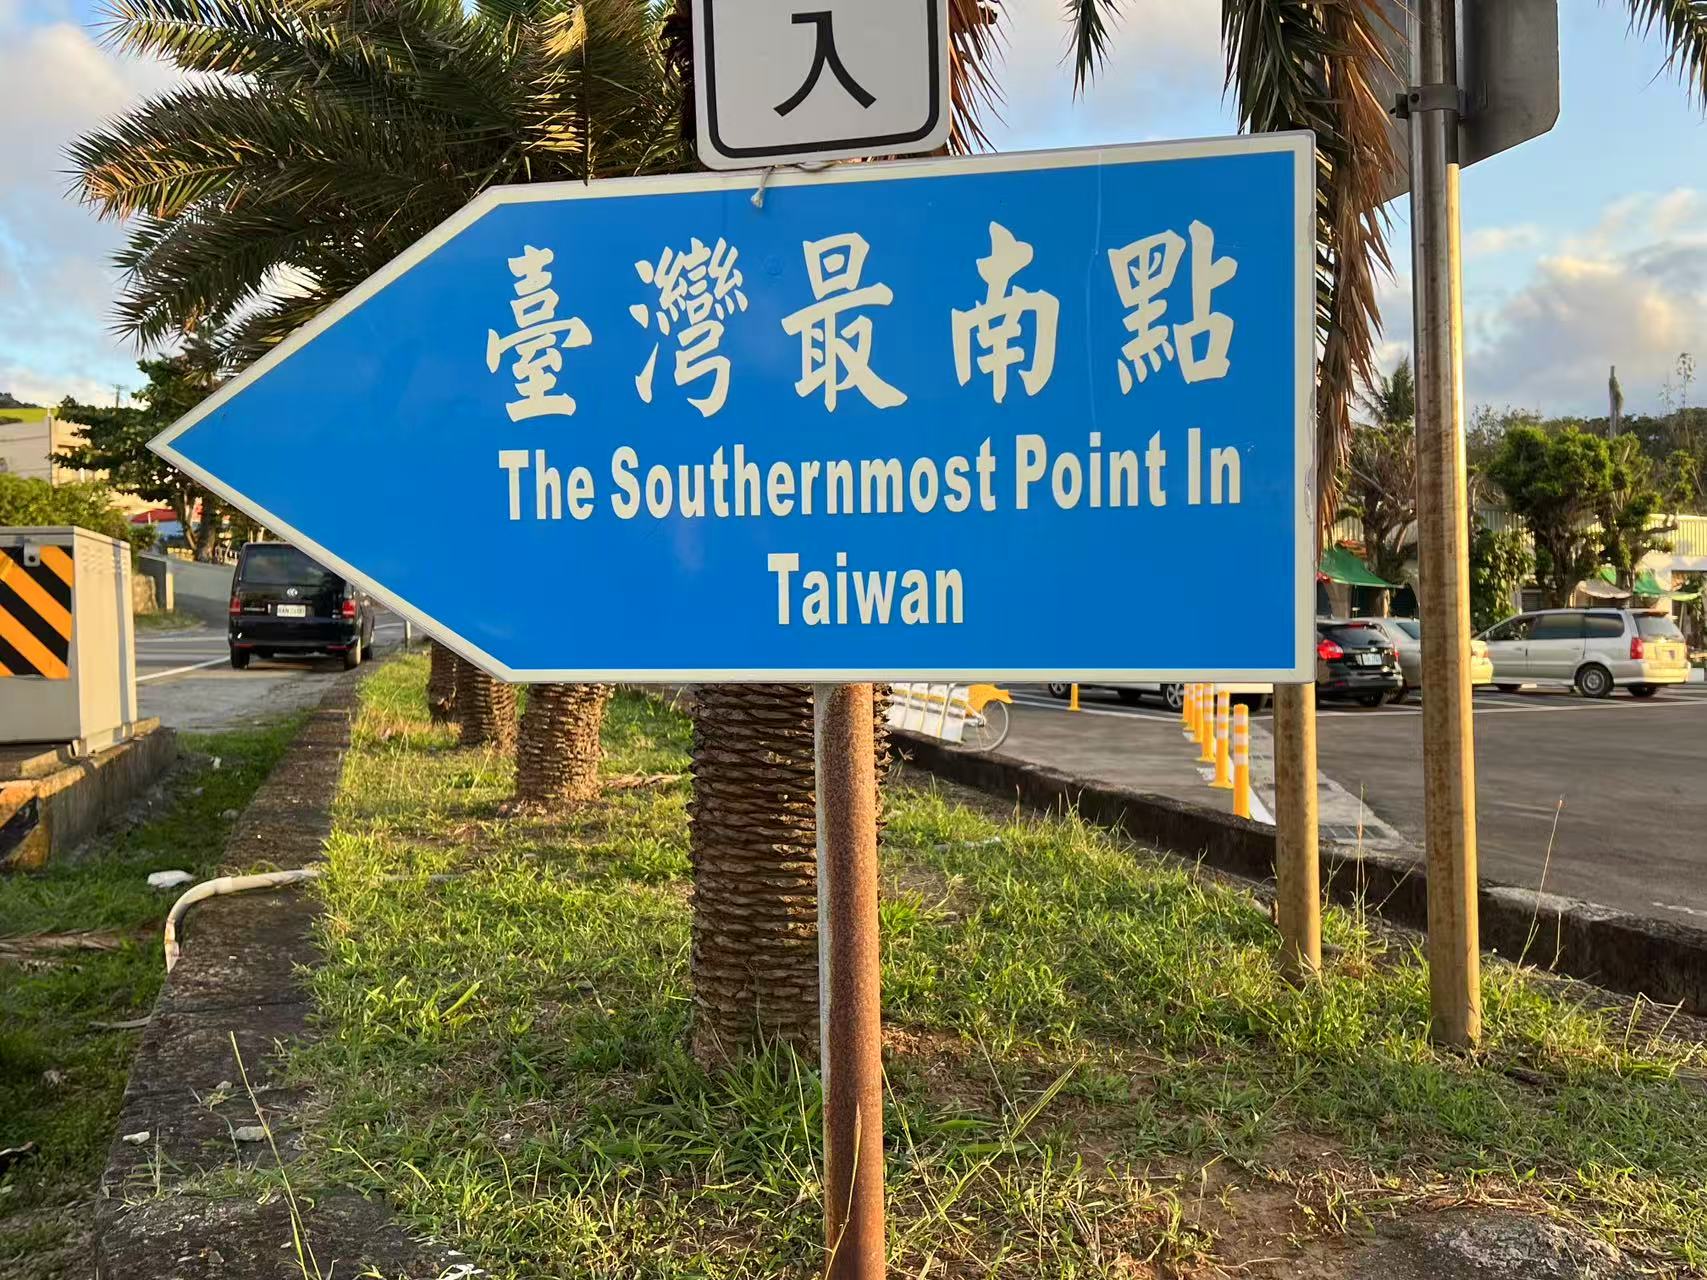 入
臺灣最南點
The Southernmost Point In
Taiwan